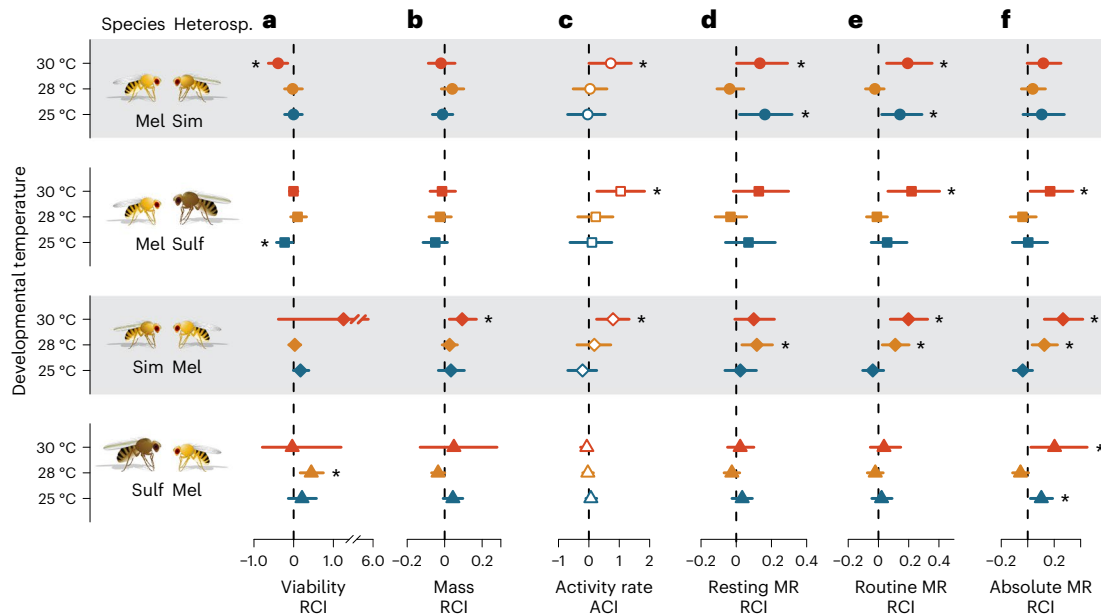 Species Heterosp. a b c d e f
Developmental temperature
30 °C * * * *
28 °C
25 °C * *
Mel Sim
30 °C * * *
28 °C
25 °C *
Mel Sulf
30 °C * * * *
28 °C * * *
25 °C
Sim Mel
30 °C *
28 °C *
25 °C *
Sulf Mel
−1.0 0 1.0 6.0 −0.2 0 0.2 −1 0 1 2 −0.2 0 0.2 0.4 −0.2 0 0.2 0.4 0 0.2
Viability Mass Activity rate Resting MR Routine MR Absolute MR
RCI RCI ACI RCI RCI RCI